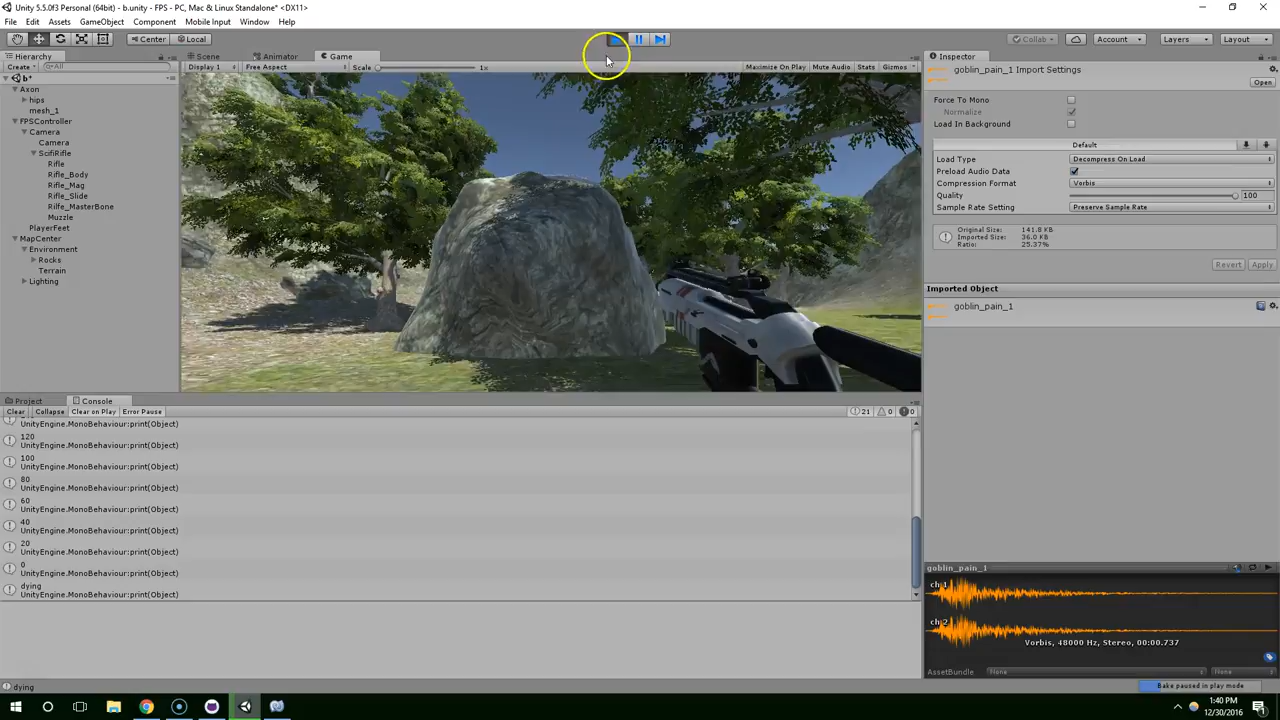 Unity 5.5.0f3 Personal (64bit) - b.unity - FPS - PC, Mac & Linux Standalone* <DX11>
File Edit Assets GameObject Component Mobile Input Window Help
Center Local Collab Account Layers Layout
Hierarchy Scene Animator Game Inspector
Create All Display 1 Free Aspect Scale 1x Maximize On Play Mute Audio Stats Gizmos
b*
Axon
hips
mesh_1
FPSController
Camera
Camera
ScifiRifle
Rifle
Rifle_Body
Rifle_Mag
Rifle_Slide
Rilfe_MasterBone
Muzzle
PlayerFeet
MapCenter
Environment
Rocks
Terrain
Lighting
goblin_pain_1 Import Settings
Open
Force To Mono
Normalize
Load In Background
Default
Load Type Decompress On Load
Preload Audio Data
Compression Format Vorbis
Quality 100
Sample Rate Setting Preserve Sample Rate
Original Size: 141.8 KB
Imported Size: 36.0 KB
Ratio: 25.37%
Revert Apply
Imported Object
goblin_pain_1
Project Console
Clear Collapse Clear on Play Error Pause 21 0 0
UnityEngine.MonoBehaviour:print(Object)
120
UnityEngine.MonoBehaviour:print(Object)
100
UnityEngine.MonoBehaviour:print(Object)
80
UnityEngine.MonoBehaviour:print(Object)
60
UnityEngine.MonoBehaviour:print(Object)
40
UnityEngine.MonoBehaviour:print(Object)
20
UnityEngine.MonoBehaviour:print(Object)
0
UnityEngine.MonoBehaviour:print(Object)
dying
UnityEngine.MonoBehaviour:print(Object)
goblin_pain_1
ch 1
ch 2
Vorbis, 48000 Hz, Stereo, 00:00.737
AssetBundle None None
dying
Bake paused in play mode
1:40 PM
12/30/2016